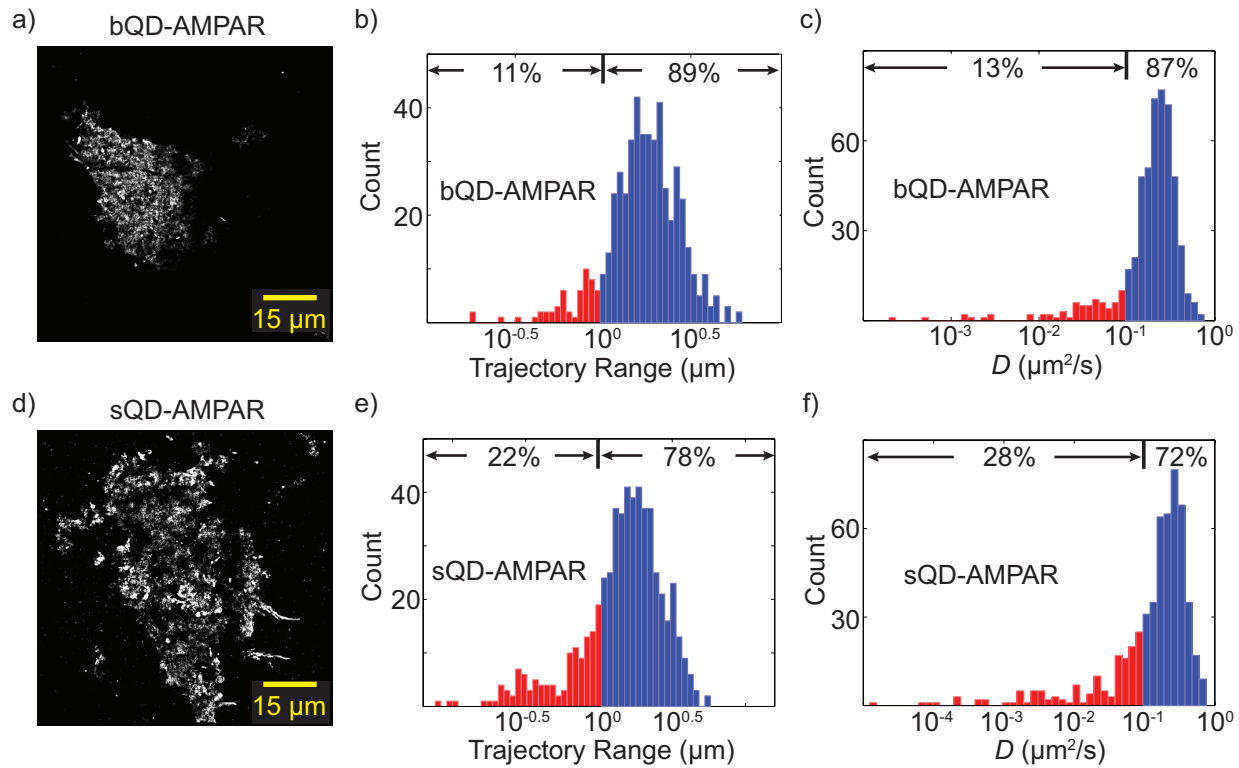 a)
bQD-AMPAR
15 µm
b)
11%
89%
40
20
Count
bQD-AMPAR
10^-0.5
10^0
10^0.5
Trajectory Range (µm)
c)
13%
87%
60
30
Count
bQD-AMPAR
10^-3
10^-2
10^-1
10^0
D (µm²/s)
d)
sQD-AMPAR
15 µm
e)
22%
78%
40
20
Count
sQD-AMPAR
10^-0.5
10^0
10^0.5
Trajectory Range (µm)
f)
28%
72%
60
30
Count
sQD-AMPAR
10^-4
10^-3
10^-2
10^-1
10^0
D (µm²/s)